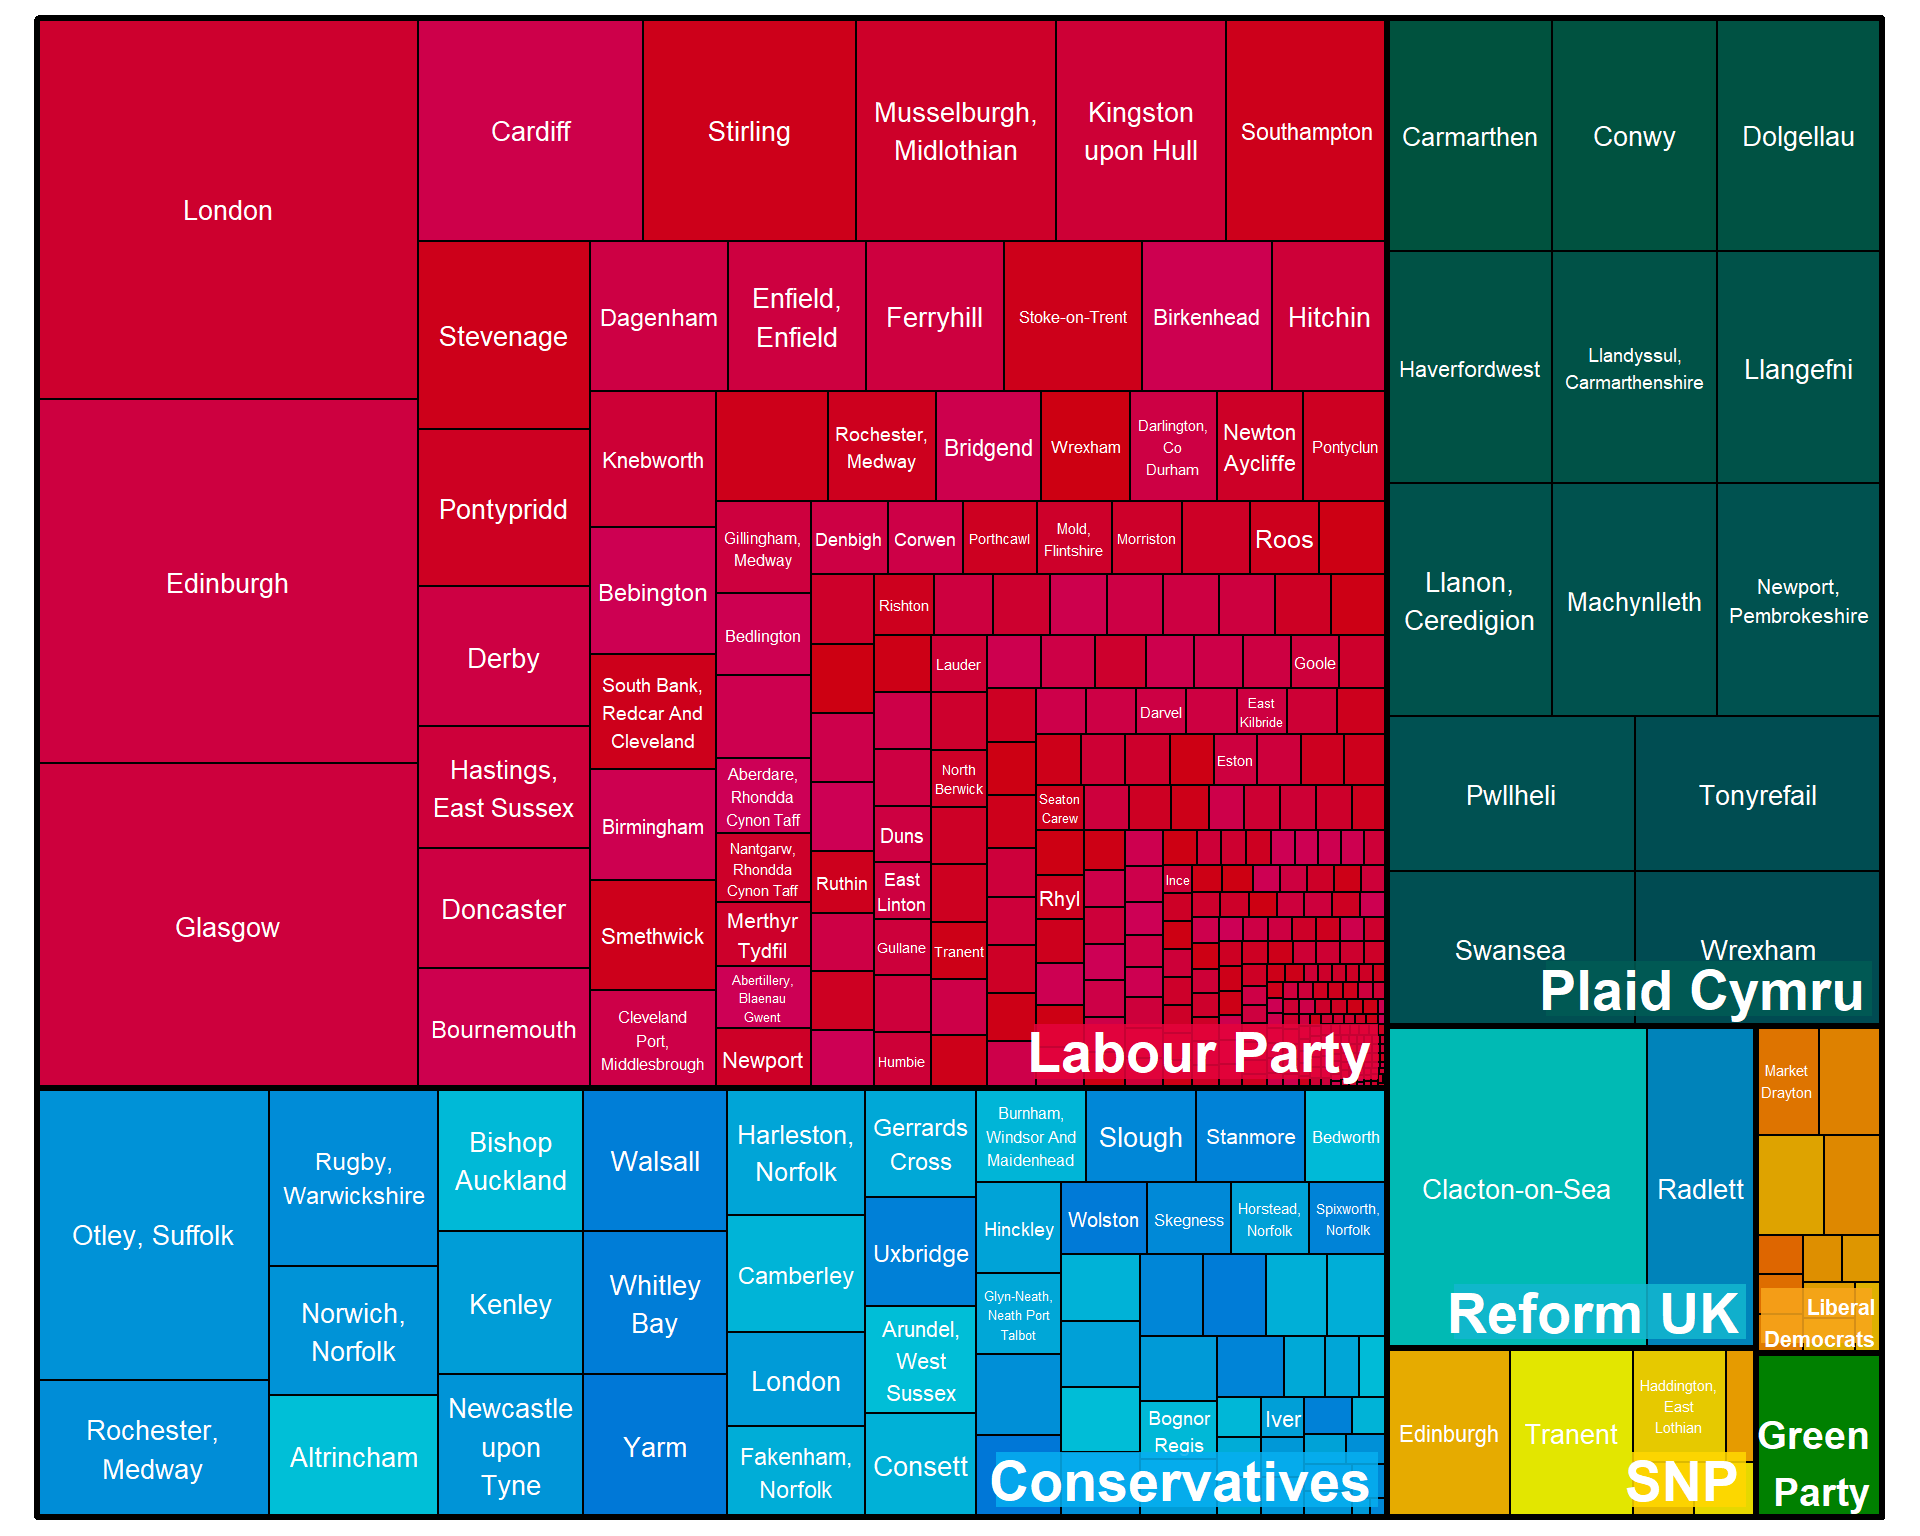 London
Edinburgh
Glasgow
Cardiff
Stirling
Musselburgh,
Midlothian
Kingston
upon Hull
Southampton
Stevenage
Pontypridd
Derby
Hastings,
East Sussex
Doncaster
Bournemouth
Dagenham
Enfield,
Enfield
Ferryhill
Stoke-on-Trent
Birkenhead
Hitchin
Knebworth
Bebington
South Bank,
Redcar And
Cleveland
Birmingham
Smethwick
Cleveland
Port,
Middlesbrough
Rochester,
Medway
Bridgend
Wrexham
Darlington,
Co
Durham
Newton
Aycliffe
Pontyclun
Gillingham,
Medway
Bedlington
Aberdare,
Rhondda
Cynon Taff
Nantgarw,
Rhondda
Cynon Taff
Merthyr
Tydfil
Abertillery,
Blaenau
Gwent
Newport
Denbigh
Corwen
Porthcawl
Mold,
Flintshire
Morriston
Roos
Ruthin
Rishton
Duns
East
Linton
Gullane
Humbie
Lauder
North
Berwick
Tranent
Goole
Darvel
East
Kilbride
Eston
Seaton
Carew
Rhyl
Ince
Labour Party
Carmarthen
Conwy
Dolgellau
Haverfordwest
Llandyssul,
Carmarthenshire
Llangefni
Llanon,
Ceredigion
Machynlleth
Newport,
Pembrokeshire
Pwllheli
Tonyrefail
Swansea
Wrexham
Plaid Cymru
Otley, Suffolk
Rochester,
Medway
Rugby,
Warwickshire
Norwich,
Norfolk
Altrincham
Bishop
Auckland
Kenley
Newcastle
upon
Tyne
Walsall
Whitley
Bay
Yarm
Harleston,
Norfolk
Camberley
London
Fakenham,
Norfolk
Gerrards
Cross
Uxbridge
Arundel,
West
Sussex
Consett
Burnham,
Windsor And
Maidenhead
Slough
Stanmore
Bedworth
Hinckley
Glyn-Neath,
Neath Port
Talbot
Wolston
Skegness
Horstead,
Norfolk
Spixworth,
Norfolk
Bognor
Regis
Iver
Conservatives
Clacton-on-Sea
Radlett
Reform UK
Market
Drayton
Liberal
Democrats
Edinburgh
Tranent
Haddington,
East
Lothian
SNP
Green
Party